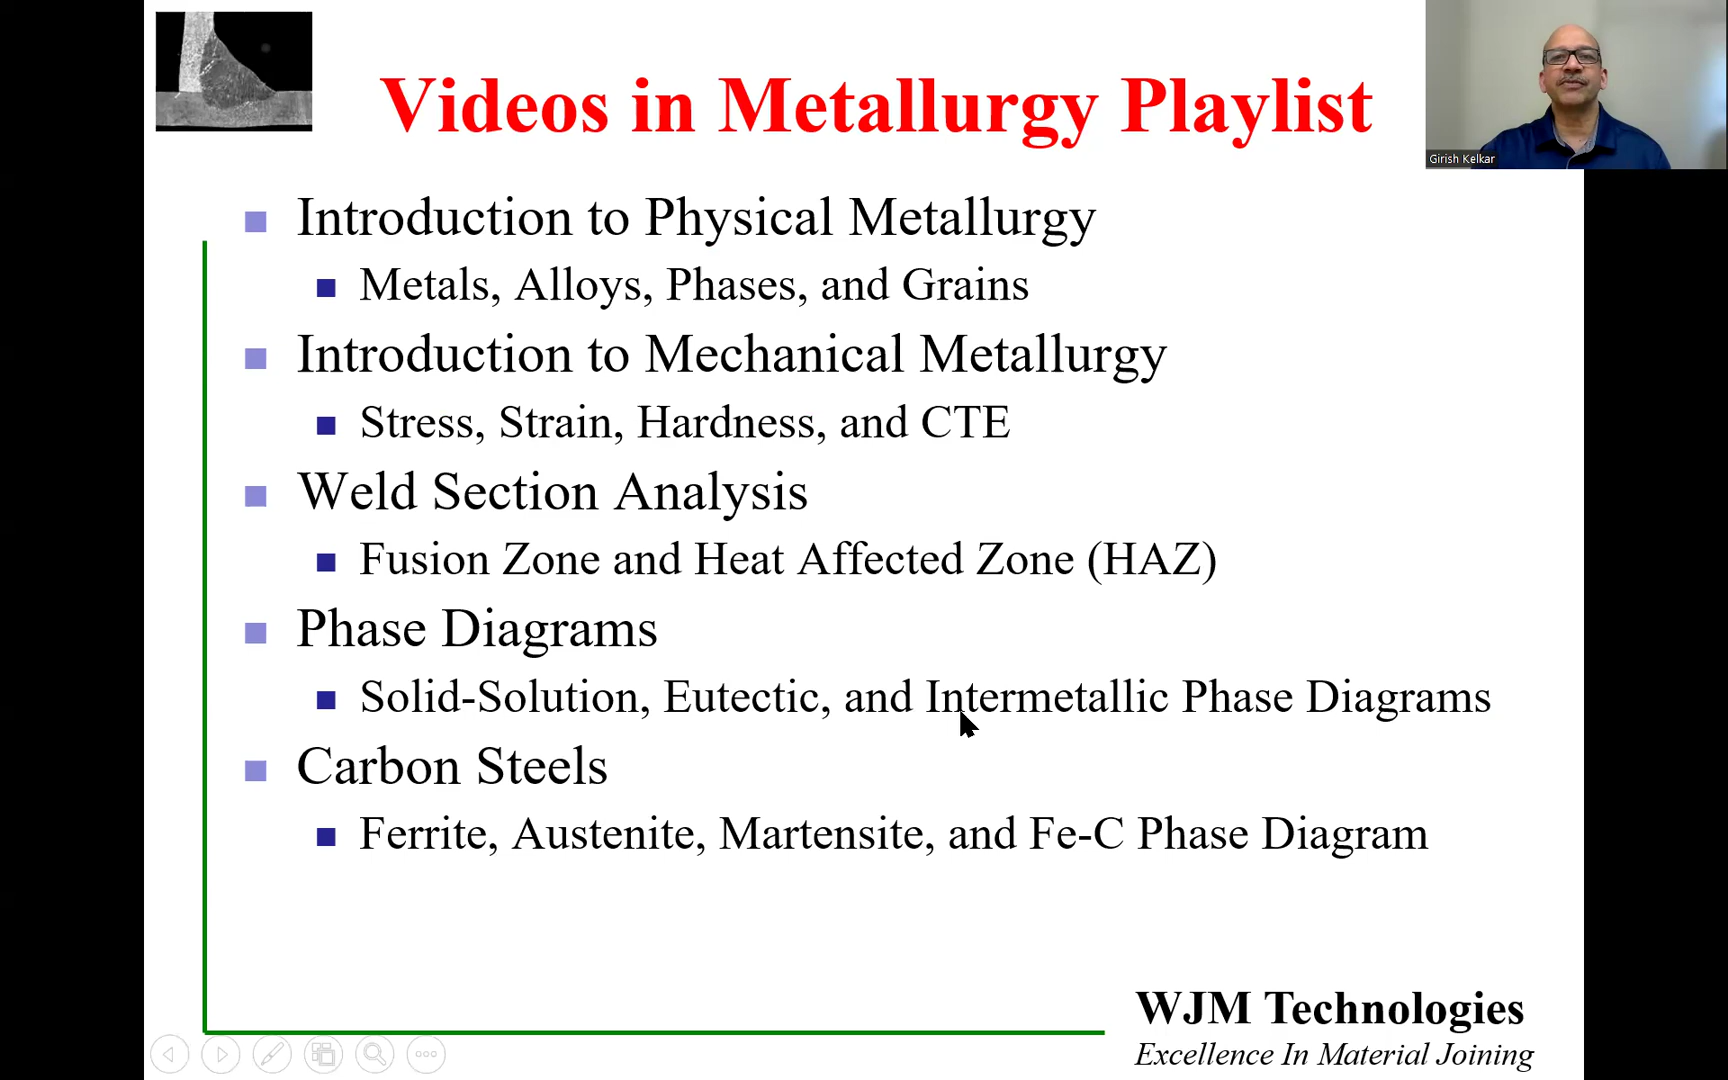 Videos in Metallurgy Playlist
Girish Kelkar
Introduction to Physical Metallurgy
Metals, Alloys, Phases, and Grains
Introduction to Mechanical Metallurgy
Stress, Strain, Hardness, and CTE
Weld Section Analysis
Fusion Zone and Heat Affected Zone (HAZ)
Phase Diagrams
Solid-Solution, Eutectic, and Intermetallic Phase Diagrams
Carbon Steels
Ferrite, Austenite, Martensite, and Fe-C Phase Diagram
WJM Technologies
Excellence In Material Joining